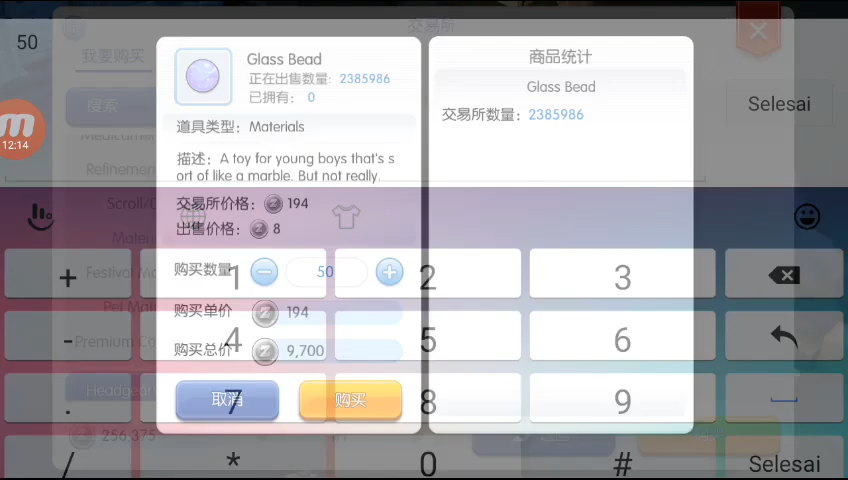 交易所
50
我要购买
搜索
Selesai
12:14
Refinement
Scroll/
Festival M
Pet Mat
Premium Ca
Headgear
256,375
Glass Bead
正在出售数量: 2385986
已拥有: 0
道具类型: Materials
描述: A toy for young boys that's s
ort of like a marble. But not really.
交易所价格: 194
出售价格: 8
购买数量 50
购买单价 194
购买总价 9,700
取消
购买
商品统计
Glass Bead
交易所数量: 2385986
+ 1 2 3
- 4 5 6
. 7 8 9
/ * 0 # Selesai